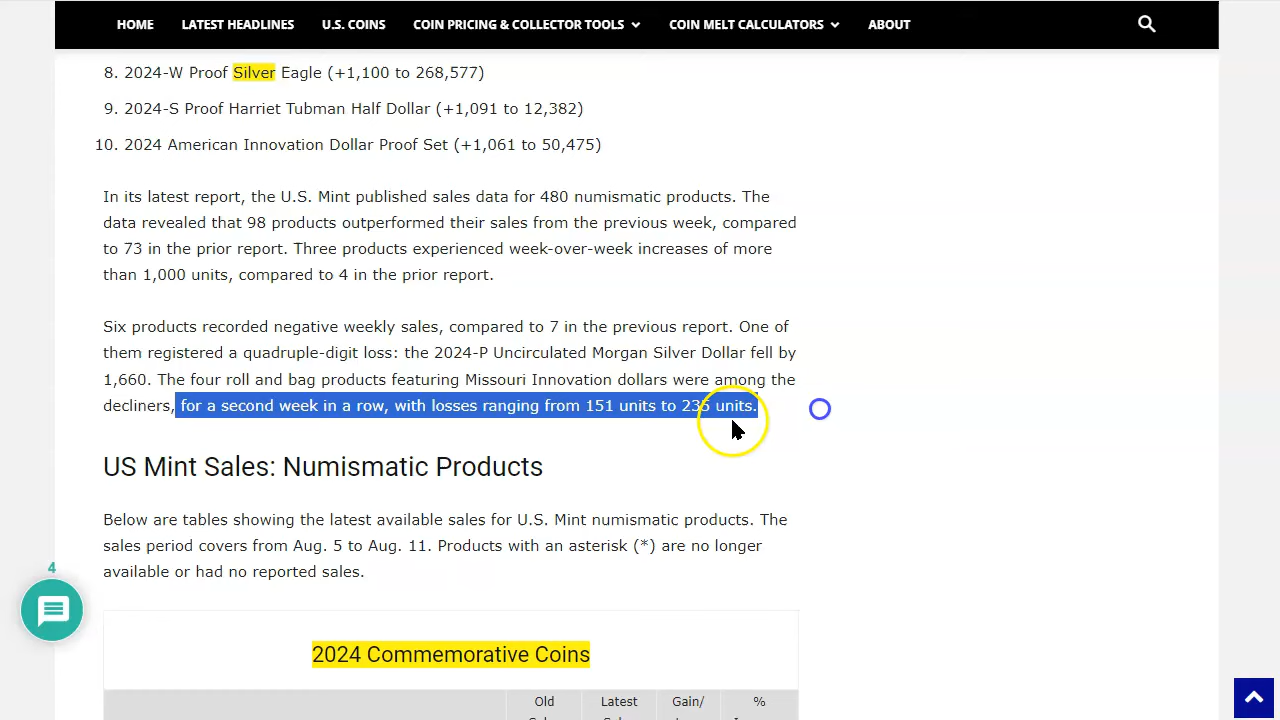 HOME LATEST HEADLINES U.S. COINS COIN PRICING & COLLECTOR TOOLS COIN MELT CALCULATORS ABOUT
8. 2024-W Proof Silver Eagle (+1,100 to 268,577)
9. 2024-S Proof Harriet Tubman Half Dollar (+1,091 to 12,382)
10. 2024 American Innovation Dollar Proof Set (+1,061 to 50,475)
In its latest report, the U.S. Mint published sales data for 480 numismatic products. The
data revealed that 98 products outperformed their sales from the previous week, compared
to 73 in the prior report. Three products experienced week-over-week increases of more
than 1,000 units, compared to 4 in the prior report.
Six products recorded negative weekly sales, compared to 7 in the previous report. One of
them registered a quadruple-digit loss: the 2024-P Uncirculated Morgan Silver Dollar fell by
1,660. The four roll and bag products featuring Missouri Innovation dollars were among the
decliners, for a second week in a row, with losses ranging from 151 units to 236 units.
US Mint Sales: Numismatic Products
Below are tables showing the latest available sales for U.S. Mint numismatic products. The
sales period covers from Aug. 5 to Aug. 11. Products with an asterisk (*) are no longer
available or had no reported sales.
4
2024 Commemorative Coins
Old Latest Gain/ %